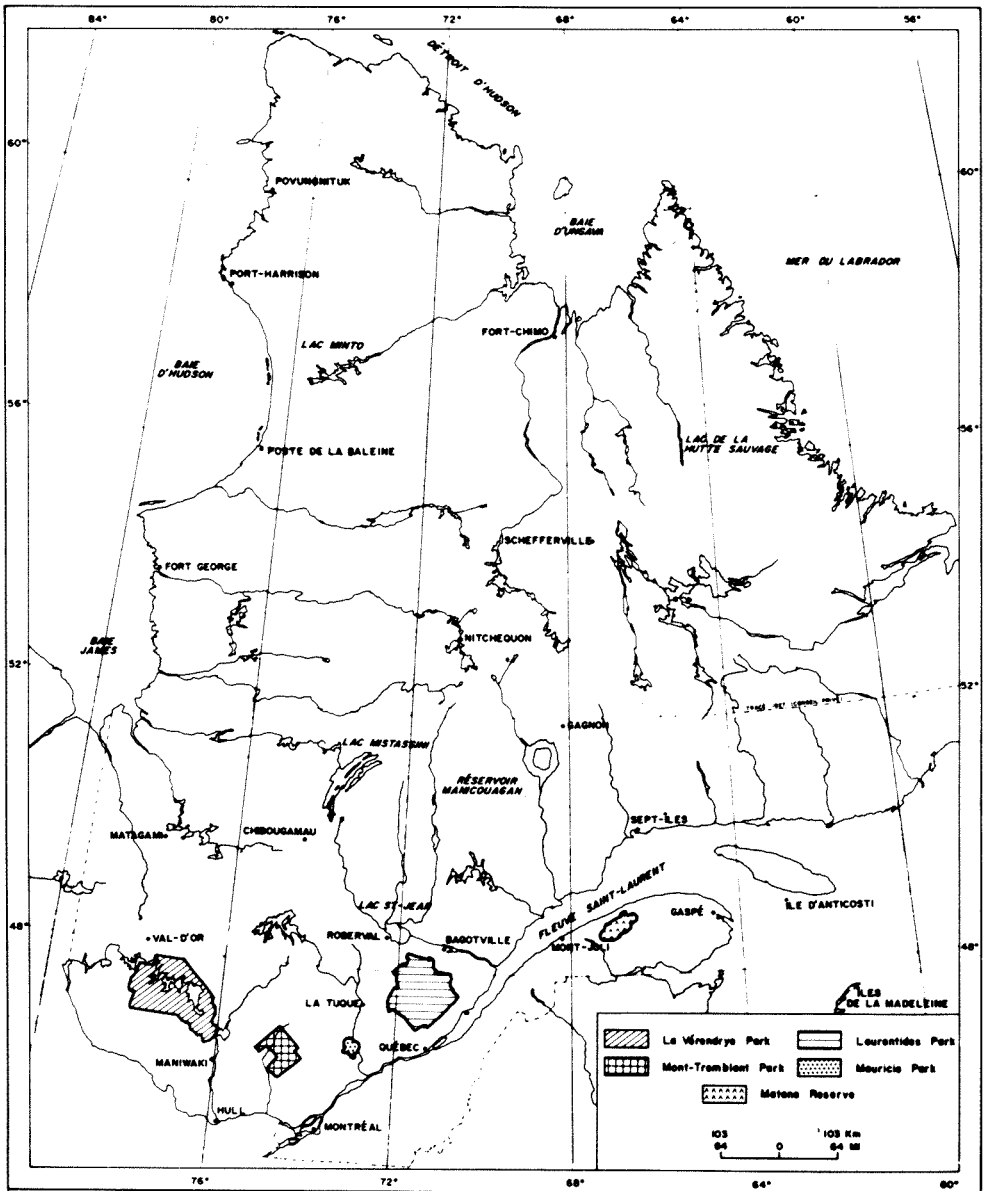 84° 80° 76° 72° 68° 64° 60° 56°
DÉTROIT D'HUDSON
60° 60°
POVUNGNITUK
BAIE
D'UNGAVA
MER DU LABRADOR
PORT-HARRISON
FORT-CHIMO
LAC MINTO
BAIE
D'HUDSON
56° 56°
LAC DE LA
HUTTE SAUVAGE
POSTE DE LA BALEINE
SCHEFFERVILLE
FORT GEORGE
NITCHEQUON
BAIE
JAMES
52° 52°
GAGNON
LAC MISTASSINI
RÉSERVOIR
MANICOUAGAN
SEPT-ÎLES
MATAGAMI
CHIBOUGAMAU
FLEUVE SAINT-LAURENT
LAC ST-JEAN
GASPÉ
ÎLE D'ANTICOSTI
48° 48°
VAL-D'OR
ROBERVAL
BAGOTVILLE
MONT-JOLI
LA TUQUE
ÎLES
DE LA MADELEINE
QUÉBEC
MANIWAKI
HULL
MONTRÉAL
La Vérendrye Park
Laurentides Park
Mont-Tremblant Park
Mauricie Park
Matane Reserve
103 103 Km
64 0 64 MI
76° 72° 68° 64° 60°